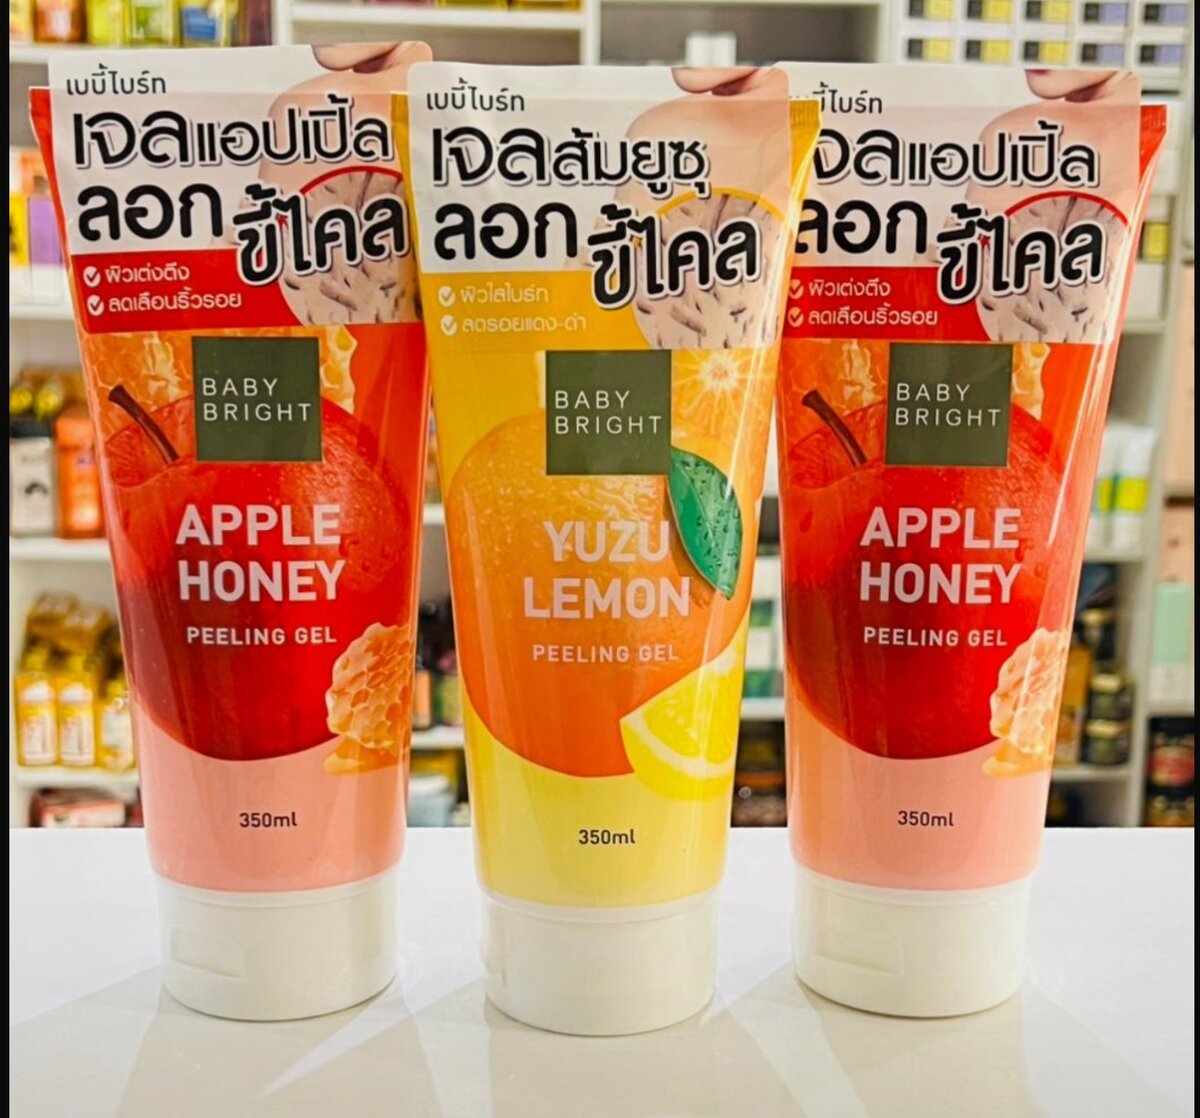 เบบี้ไบร์ท
เจลแอปเปิ้ล
ลอก
ขี้ไคล
ผิวเต่งตึง
ลดเลือนริ้วรอย
BABY
BRIGHT
APPLE
HONEY
PEELING GEL
350ml
เบบี้ไบร์ท
เจลส้มยูซุ
ลอก
ขี้ไคล
ผิวใสไบร์ท
ลดรอยแดง-ดำ
BABY
BRIGHT
YUZU
LEMON
PEELING GEL
350ml
ไบร์ท
จลแอปเปิ้ล
ลอก
ขี้ไคล
ผิวเต่งตึง
ลดเลือนริ้วรอย
BABY
BRIGHT
APPLE
HONEY
PEELING GEL
350ml